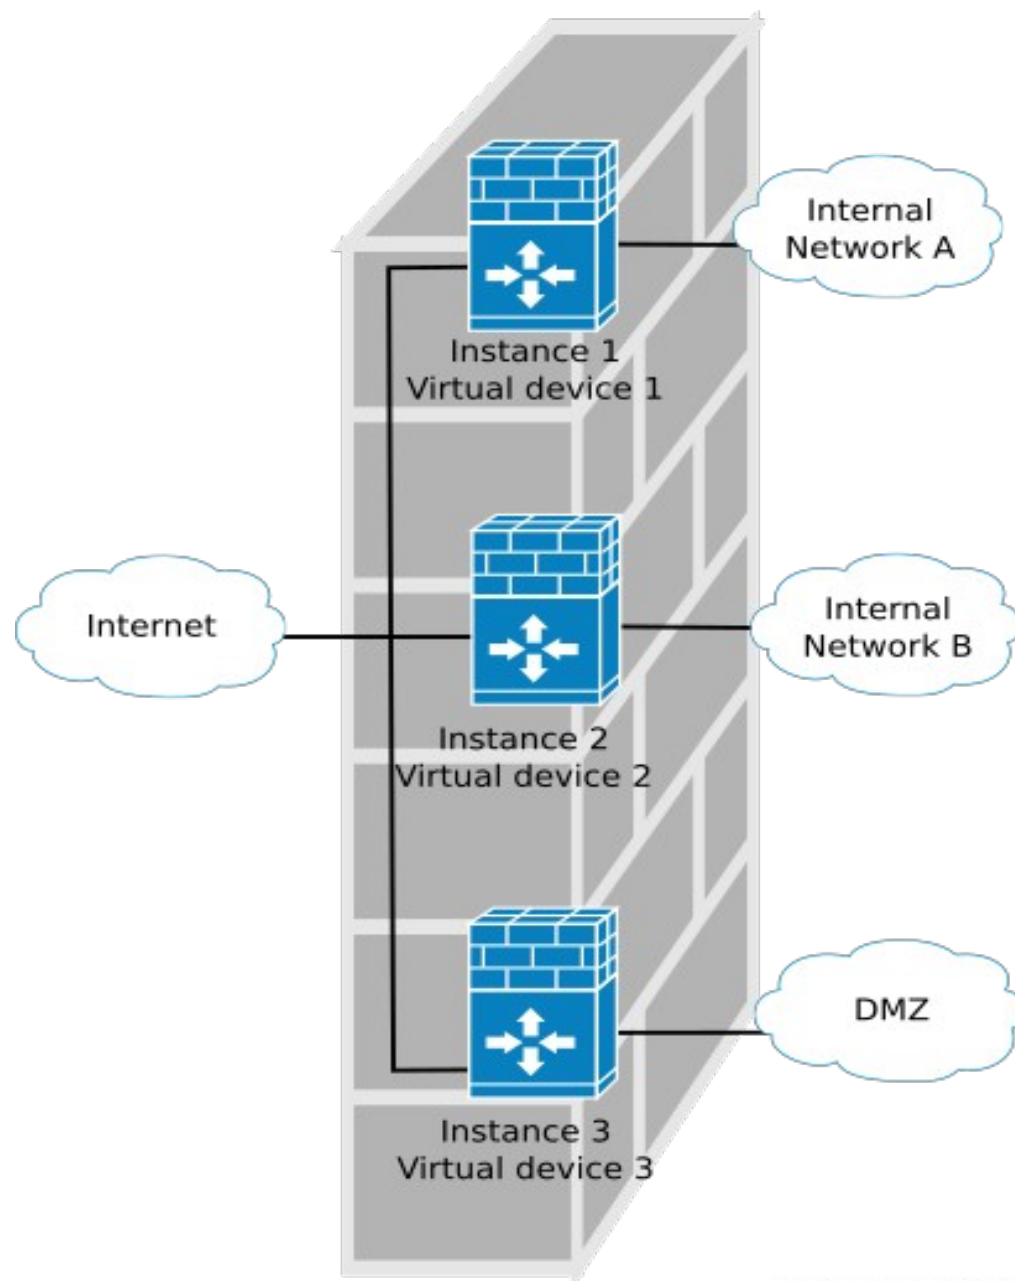 Internal
Network A
Instance 1
Virtual device 1
Internet
Internal
Network B
Instance 2
Virtual device 2
DMZ
Instance 3
Virtual device 3